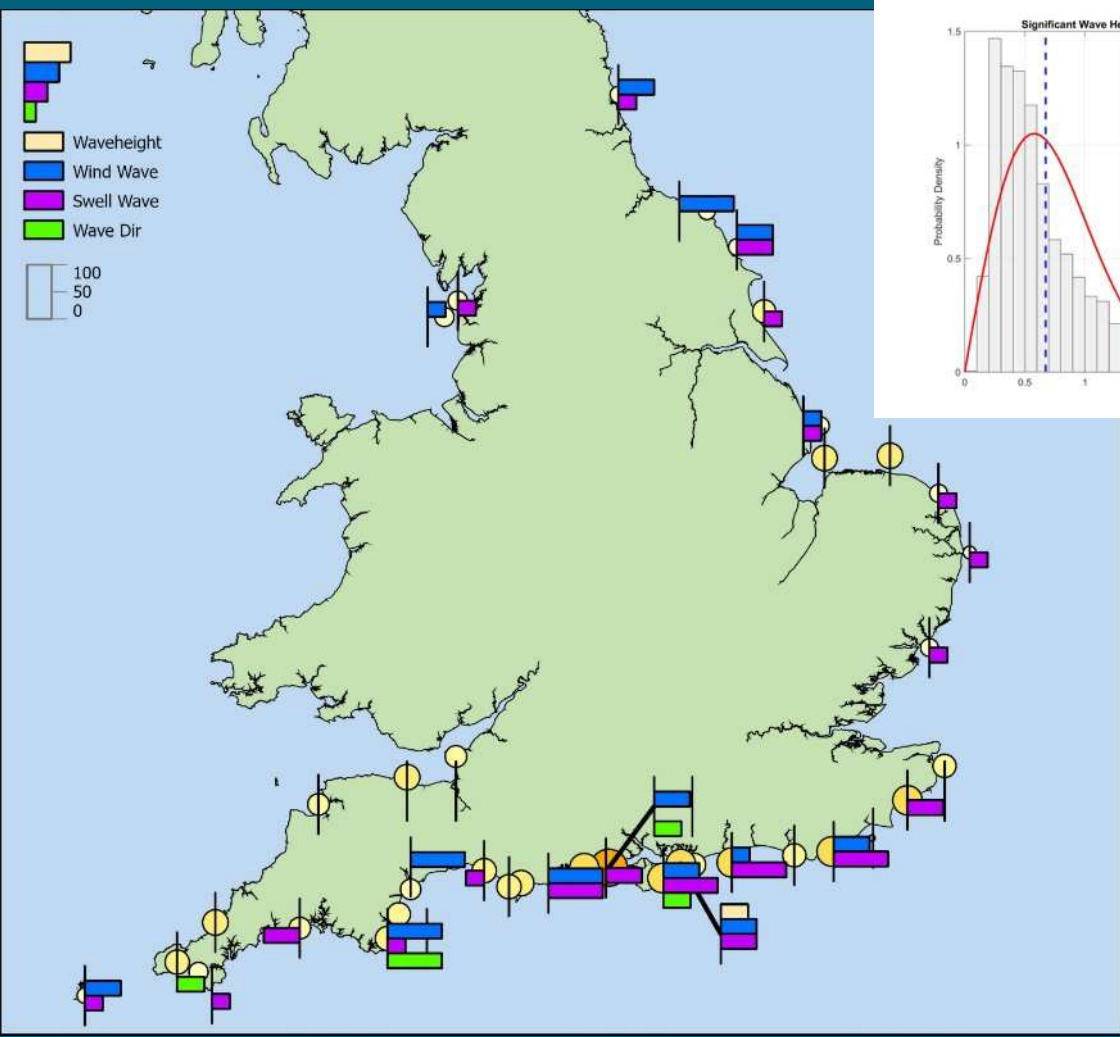 Waveheight
Wind Wave
Swell Wave
Wave Dir
100
50
0
Significant Wave He
Probability Density
1.5
1
0.5
0
0
0.5
1